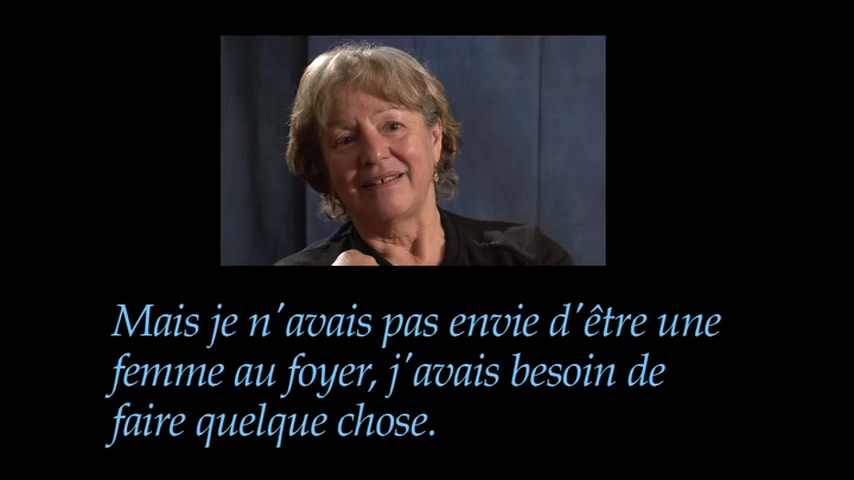 Mais je n'avais pas envie d'être une
femme au foyer, j'avais besoin de
faire quelque chose.